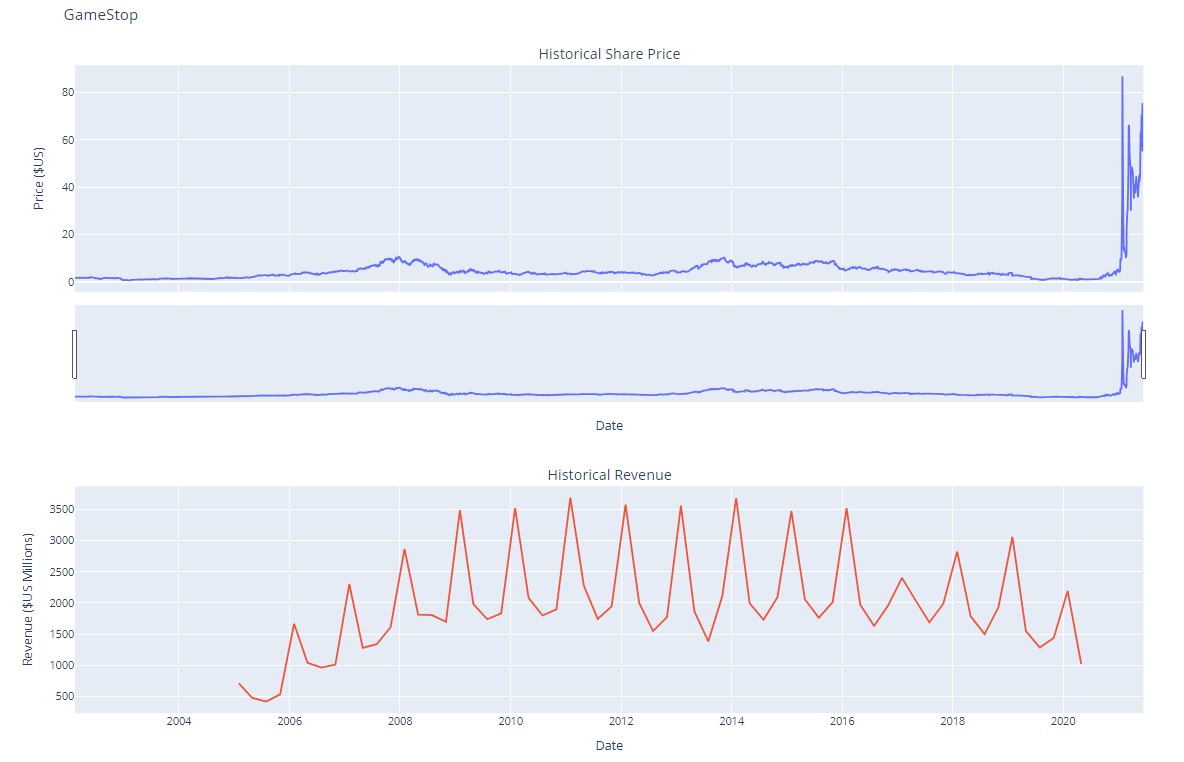 GameStop
Historical Share Price
80
60
40
20
0
Price ($US)
Date
Historical Revenue
3500
3000
2500
2000
1500
1000
500
Revenue ($US Millions)
2004 2006 2008 2010 2012 2014 2016 2018 2020
Date